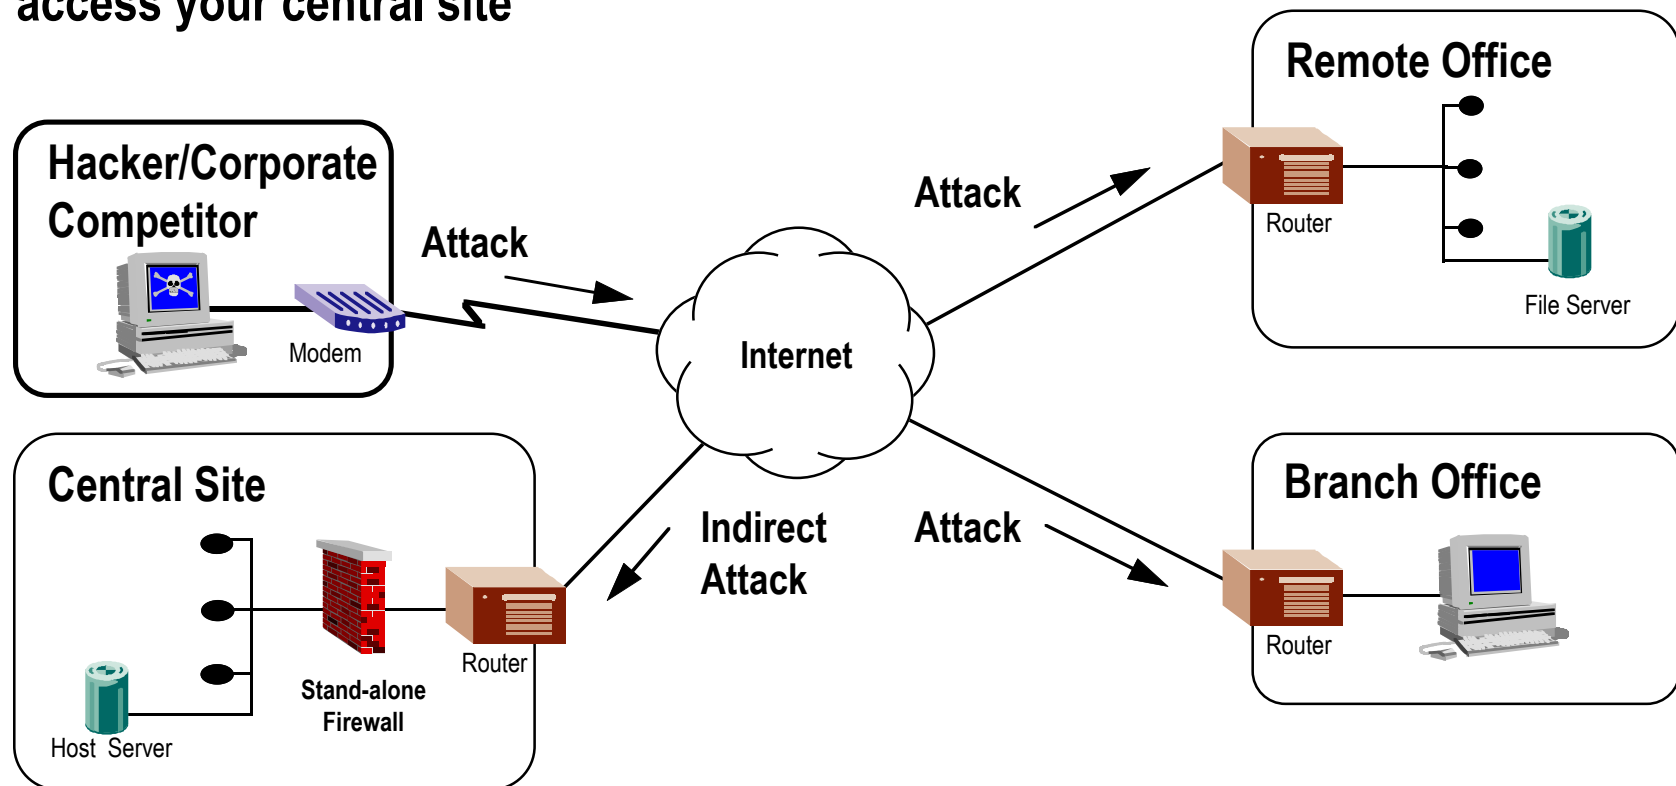 access your central site
Remote Office
Hacker/Corporate
Competitor
Attack
Attack
Router
File Server
Modem
Internet
Central Site
Branch Office
Indirect
Attack
Attack
Router
Stand-alone
Firewall
Router
Host Server